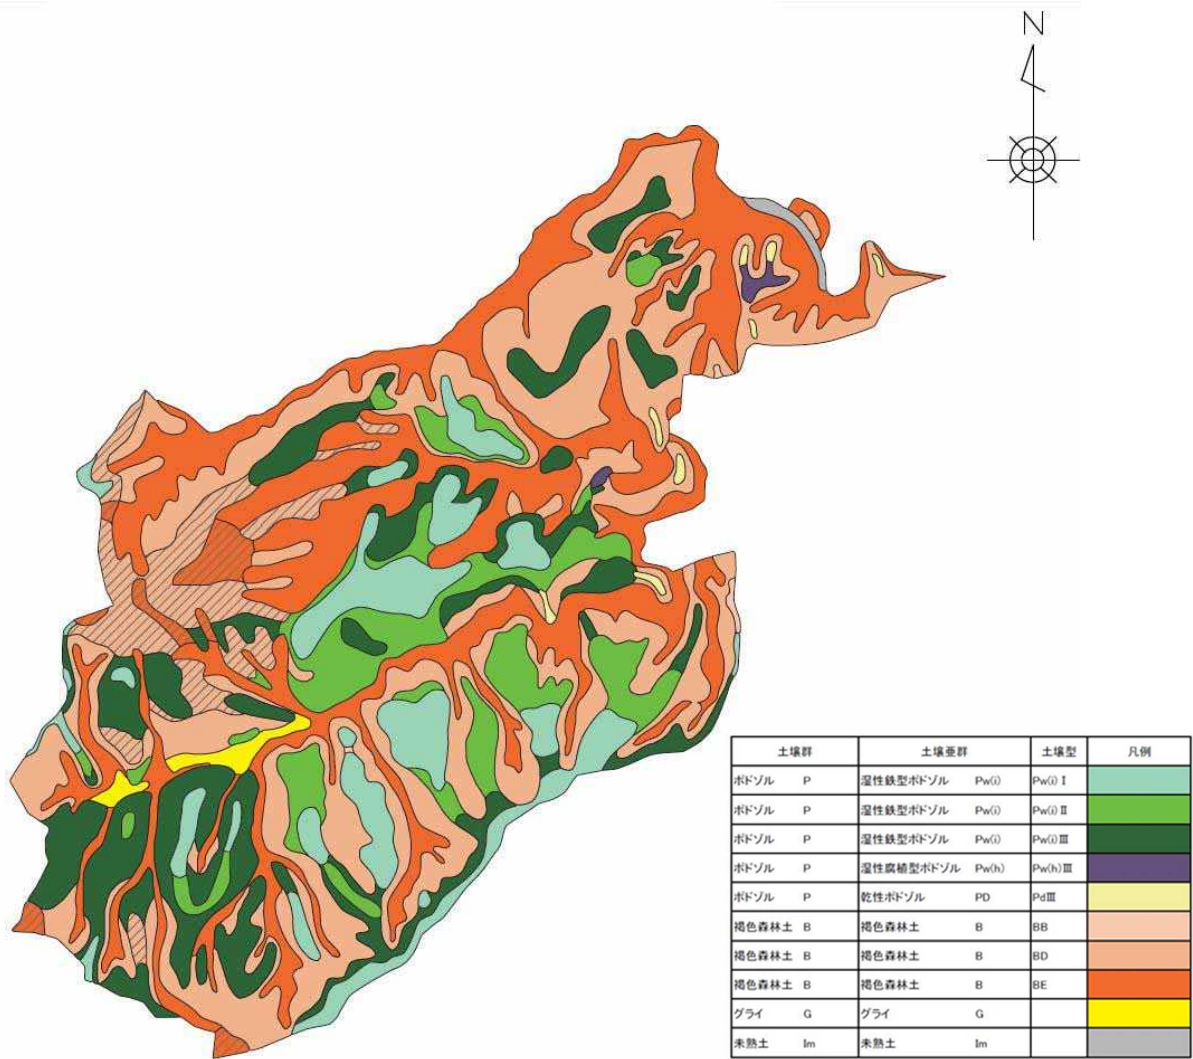 N
土壌群 土壌亜群 土壌型 凡例
ポドゾル P 湿性鉄型ポドゾル Pw(i) Pw(i)Ⅰ
ポドゾル P 湿性鉄型ポドゾル Pw(i) Pw(i)Ⅱ
ポドゾル P 湿性鉄型ポドゾル Pw(i) Pw(i)Ⅲ
ポドゾル P 湿性腐植型ポドゾル Pw(h) Pw(h)Ⅲ
ポドゾル P 乾性ポドゾル PD PdⅢ
褐色森林土 B 褐色森林土 B BB
褐色森林土 B 褐色森林土 B BD
褐色森林土 B 褐色森林土 B BE
グライ G グライ G
未熟土 Im 未熟土 Im